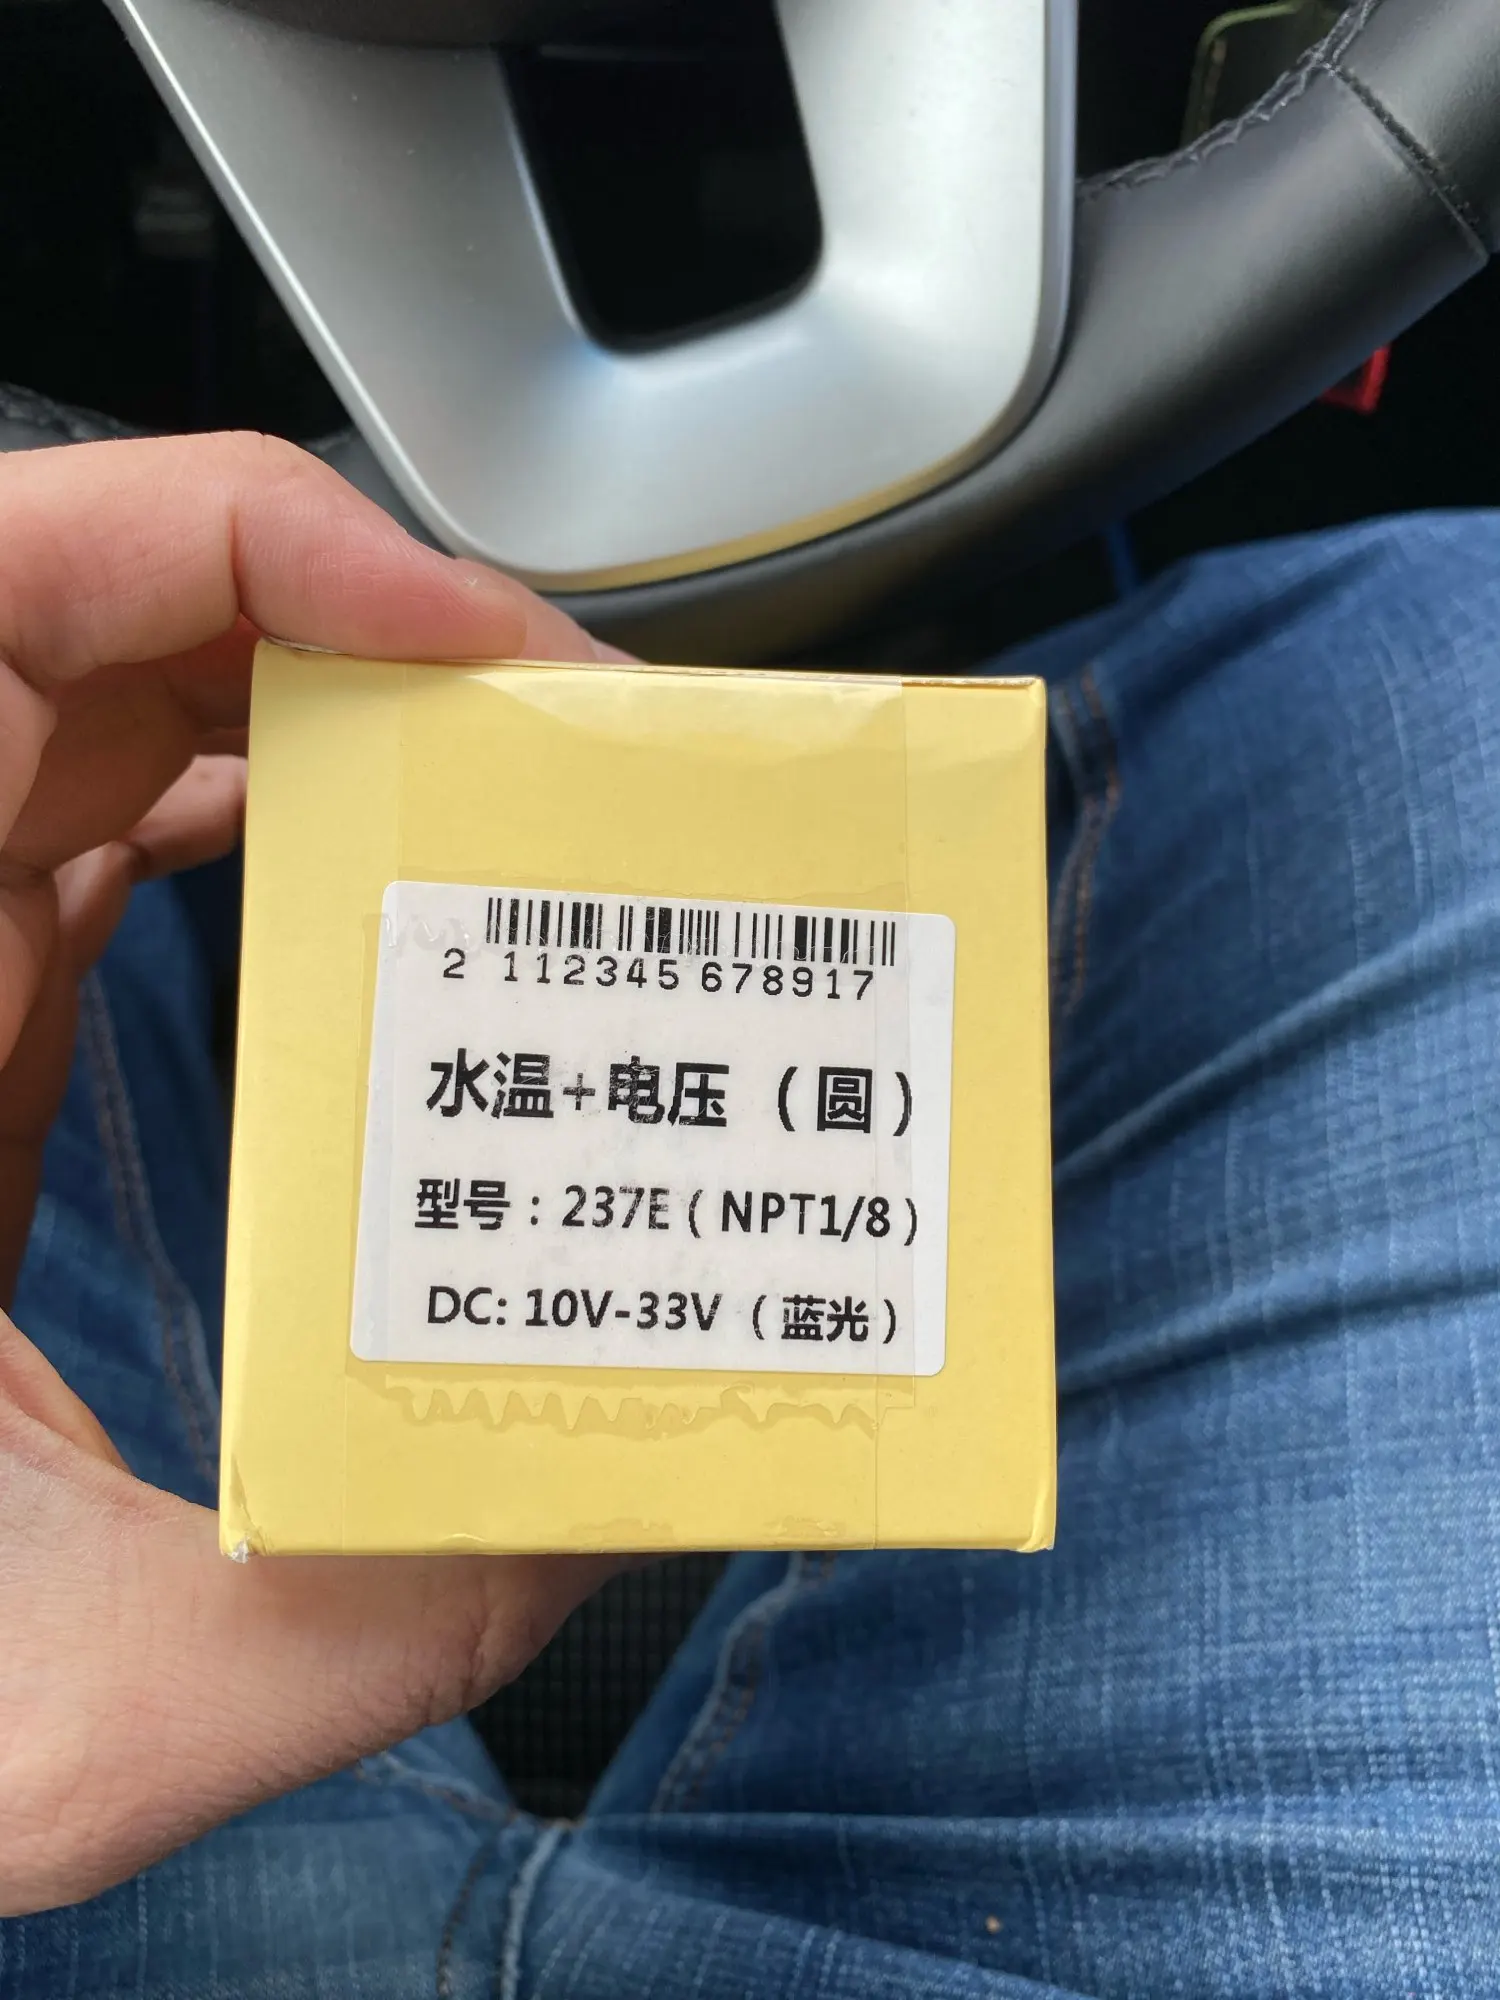 2 112345 678917
水温+电压（圆）
型号：237E（NPT1/8）
DC: 10V-33V（蓝光）